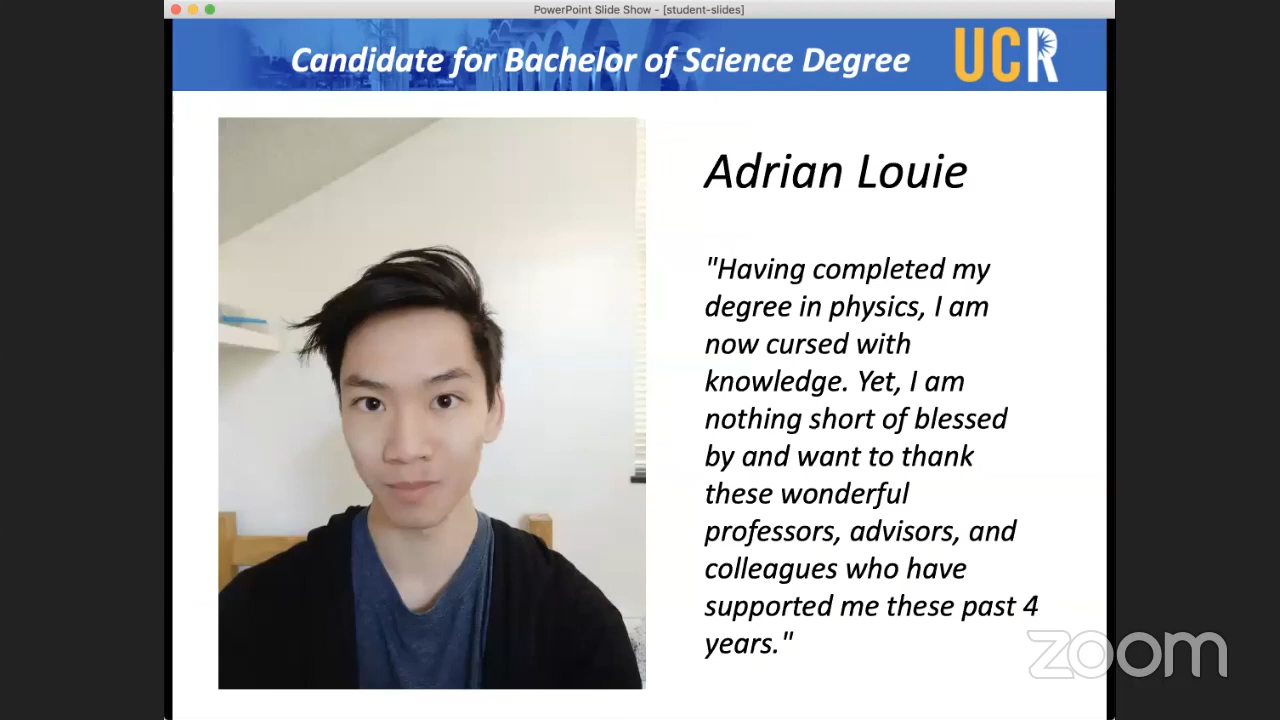 PowerPoint Slide Show - [student-slides]
Candidate for Bachelor of Science Degree
UCR
Adrian Louie
"Having completed my
degree in physics, I am
now cursed with
knowledge. Yet, I am
nothing short of blessed
by and want to thank
these wonderful
professors, advisors, and
colleagues who have
supported me these past 4
years."
zoom